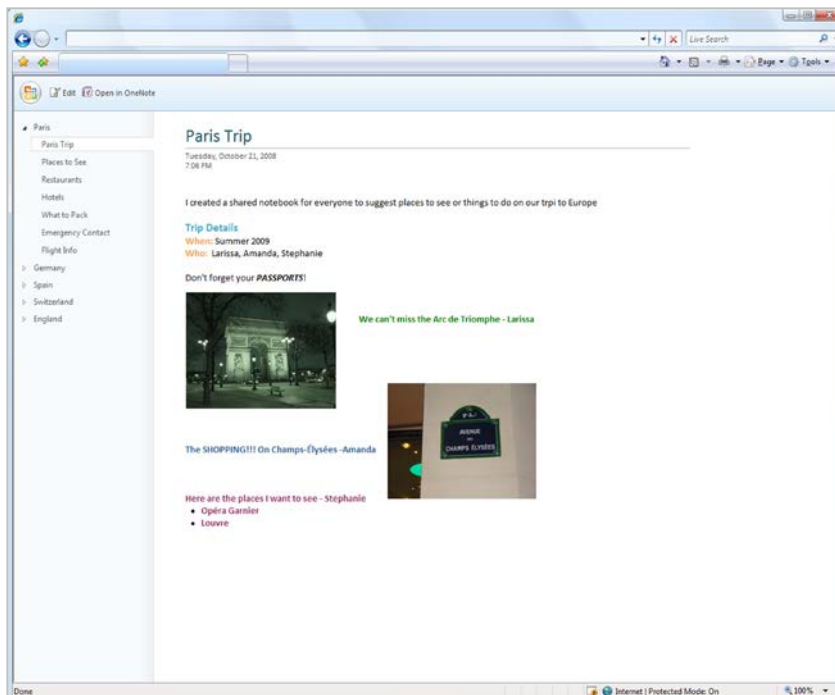 Live Search
Page
Tools
Edit
Open in OneNote
Paris
Paris Trip
Places to See
Restaurants
Hotels
What to Pack
Emergency Contact
Flight Info
Germany
Spain
Switzerland
England
Paris Trip
Tuesday, October 21, 2008
7:06 PM
I created a shared notebook for everyone to suggest places to see or things to do on our trpi to Europe
Trip Details
When: Summer 2009
Who: Larissa, Amanda, Stephanie
Don't forget your PASSPORTS!
We can't miss the Arc de Triomphe - Larissa
AVENUE
DES
CHAMPS ELYSÉES
The SHOPPING!!! On Champs-Élysées -Amanda
Here are the places I want to see - Stephanie
• Opéra Garnier
• Louvre
Done
Internet | Protected Mode: On
100%